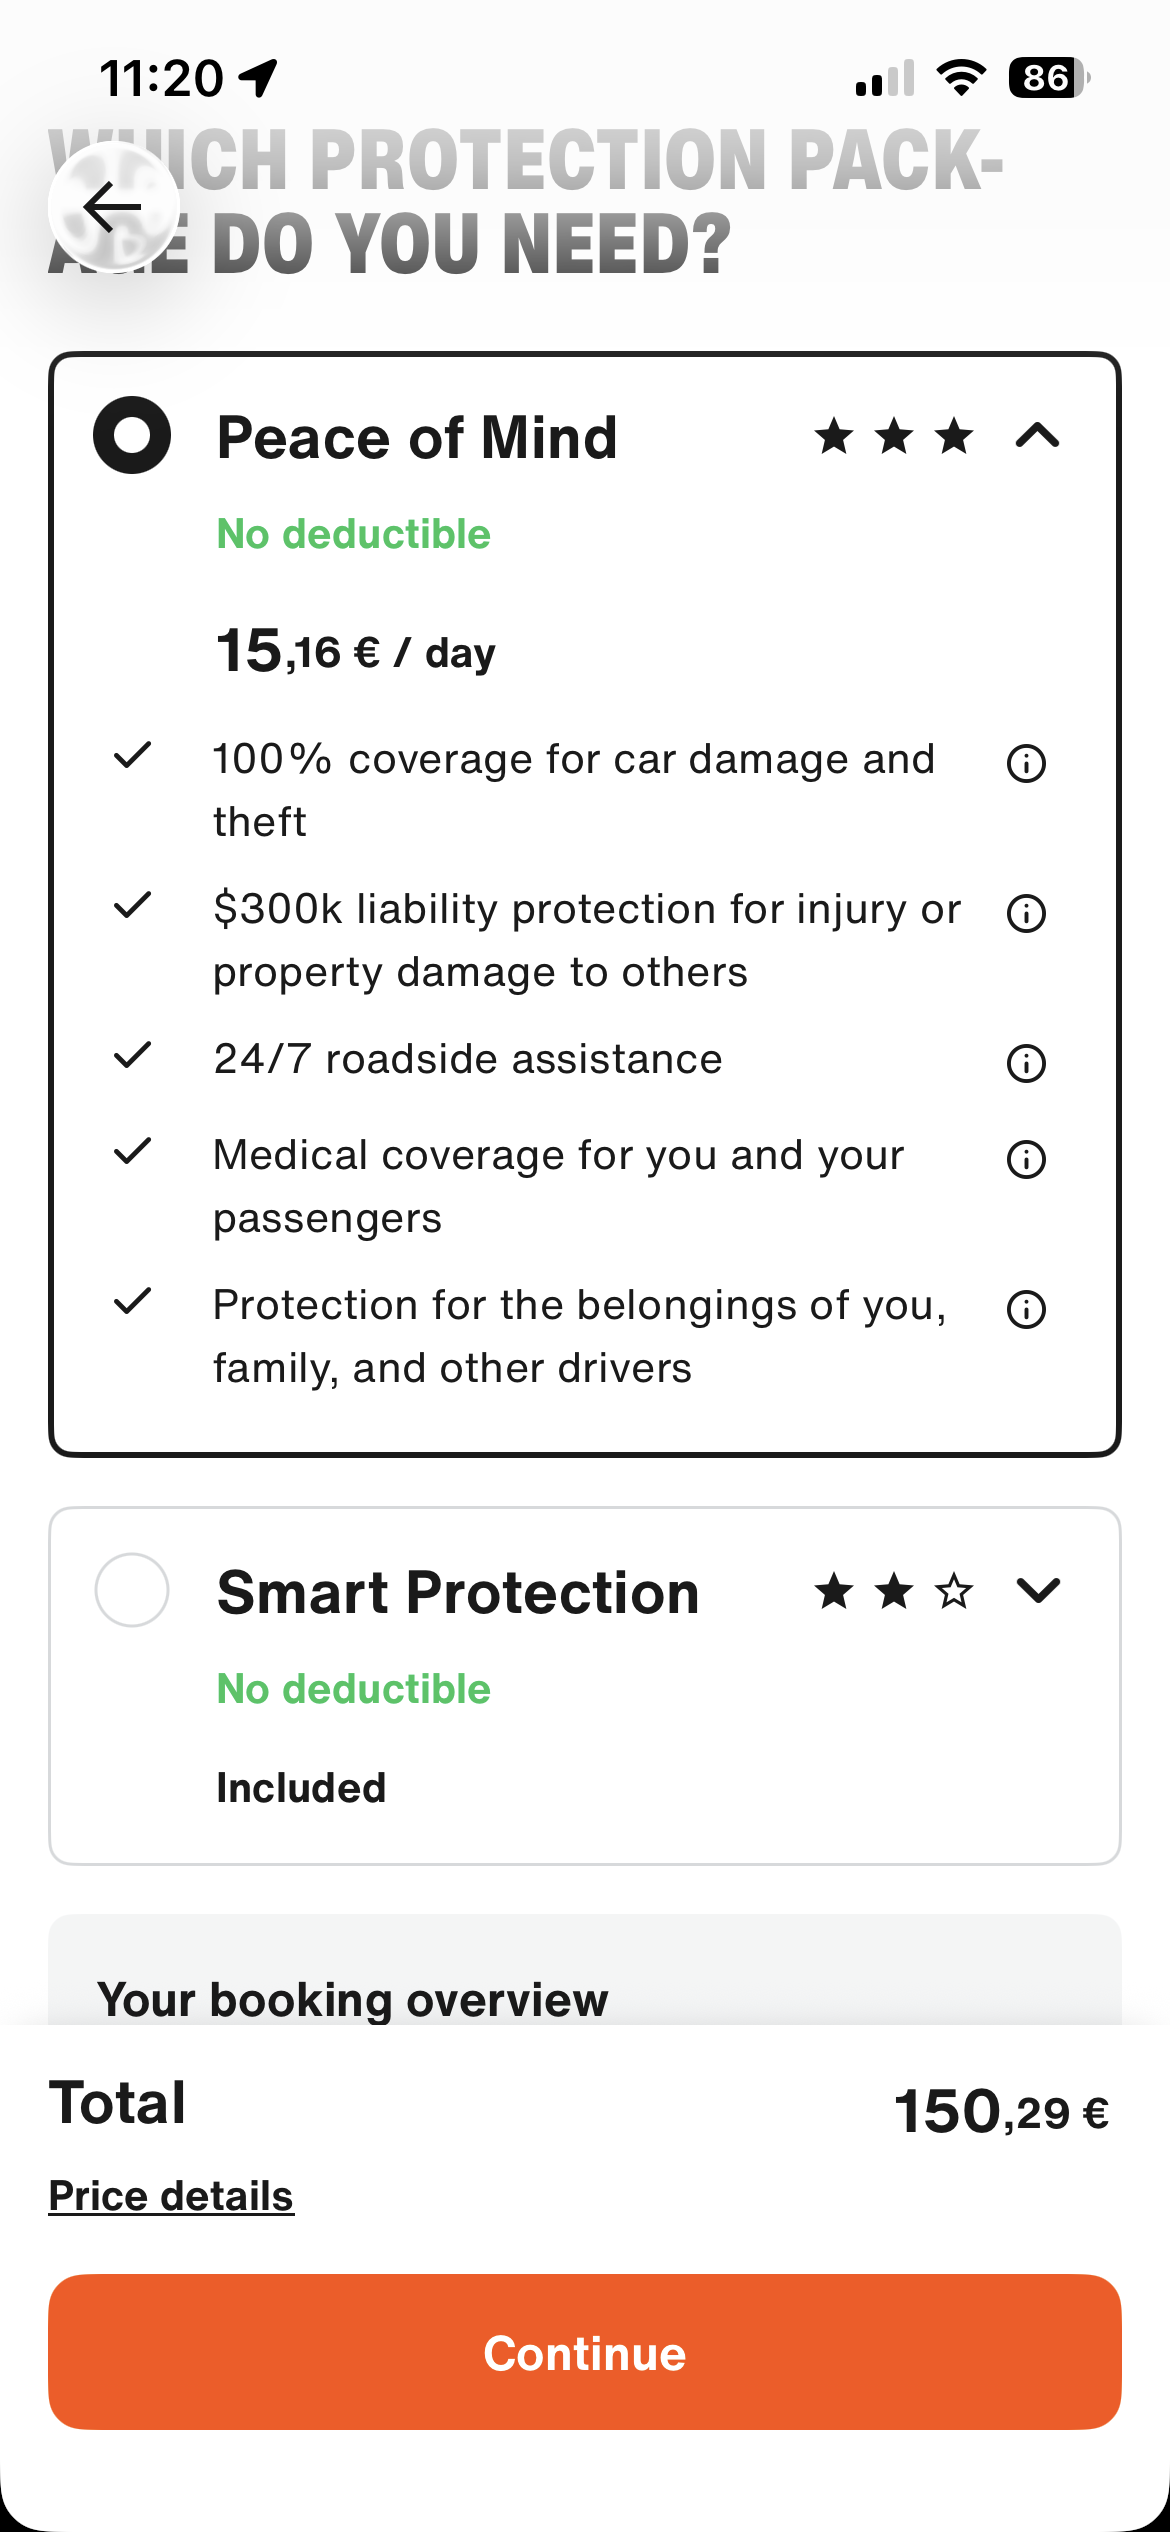 11:20
86
WHICH PROTECTION PACK-
AGE DO YOU NEED?
Peace of Mind
No deductible
15,16 € / day
100% coverage for car damage and
theft
$300k liability protection for injury or
property damage to others
24/7 roadside assistance
Medical coverage for you and your
passengers
Protection for the belongings of you,
family, and other drivers
Smart Protection
No deductible
Included
Your booking overview
Total
150,29 €
Price details
Continue